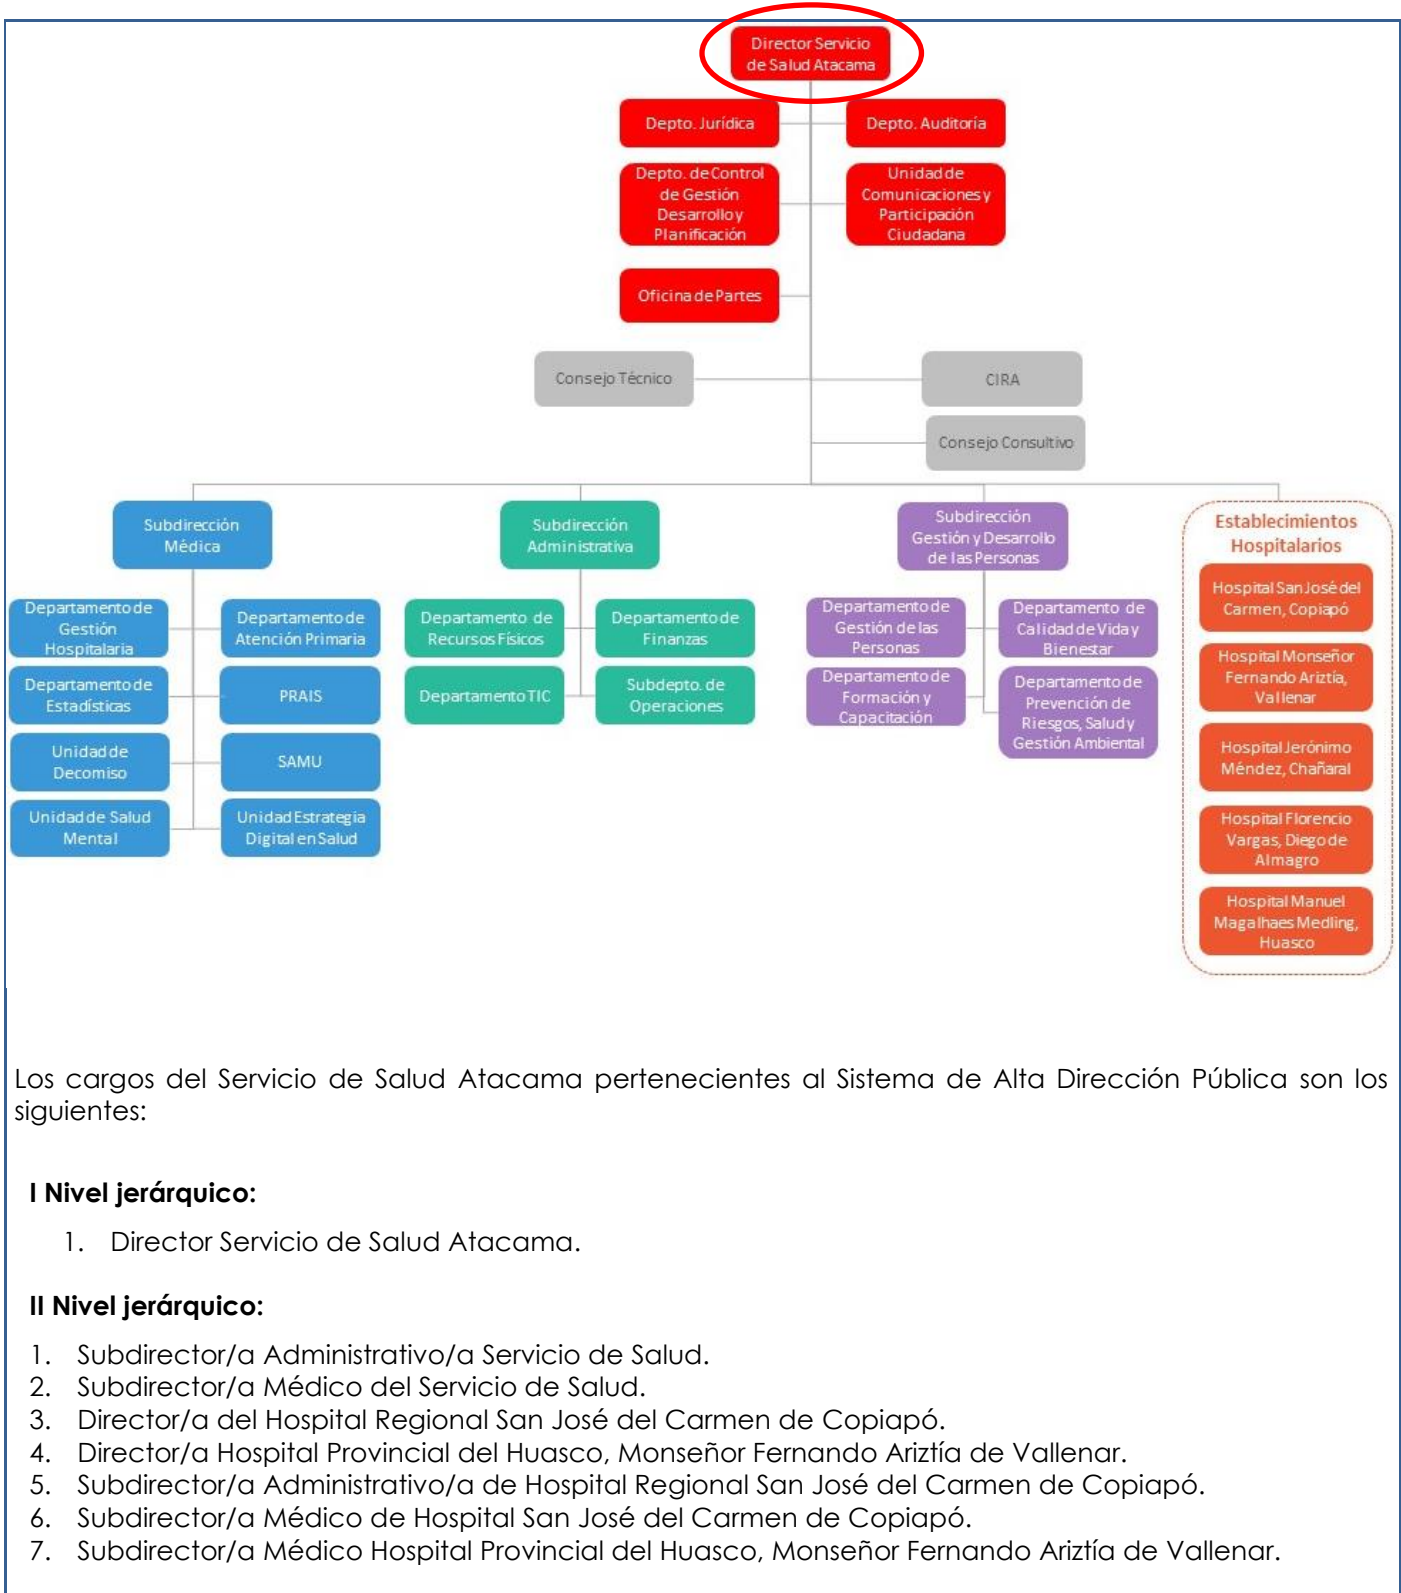 Director Servicio
de Salud Atacama
Depto. Jurídica
Depto. Auditoría
Depto. de Control
de Gestión
Desarrollo y
Planificación
Unidad de
Comunicaciones y
Participación
Ciudadana
Oficina de Partes
Consejo Técnico
CIRA
Consejo Consultivo
Subdirección
Médica
Subdirección
Administrativa
Subdirección
Gestión y Desarrollo
de las Personas
Establecimientos
Hospitalarios
Departamento de
Gestión
Hospitalaria
Departamento de
Atención Primaria
Departamento de
Estadísticas
PRAIS
Unidad de
Decomiso
SAMU
Unidad de Salud
Mental
Unidad Estrategia
Digital en Salud
Departamento de
Recursos Físicos
Departamento de
Finanzas
Departamento TIC
Subdepto. de
Operaciones
Departamento de
Gestión de las
Personas
Departamento de
Calidad de Vida y
Bienestar
Departamento de
Formación y
Capacitación
Departamento de
Prevención de
Riesgos, Salud y
Gestión Ambiental
Hospital San José del
Carmen, Copiapó
Hospital Monseñor
Fernando Ariztía,
Vallenar
Hospital Jerónimo
Méndez, Chañaral
Hospital Florencio
Vargas, Diego de
Almagro
Hospital Manuel
Magalhaes Medling,
Huasco
Los cargos del Servicio de Salud Atacama pertenecientes al Sistema de Alta Dirección Pública son los
siguientes:
I Nivel jerárquico:
1. Director Servicio de Salud Atacama.
II Nivel jerárquico:
1. Subdirector/a Administrativo/a Servicio de Salud.
2. Subdirector/a Médico del Servicio de Salud.
3. Director/a del Hospital Regional San José del Carmen de Copiapó.
4. Director/a Hospital Provincial del Huasco, Monseñor Fernando Ariztía de Vallenar.
5. Subdirector/a Administrativo/a de Hospital Regional San José del Carmen de Copiapó.
6. Subdirector/a Médico de Hospital San José del Carmen de Copiapó.
7. Subdirector/a Médico Hospital Provincial del Huasco, Monseñor Fernando Ariztía de Vallenar.